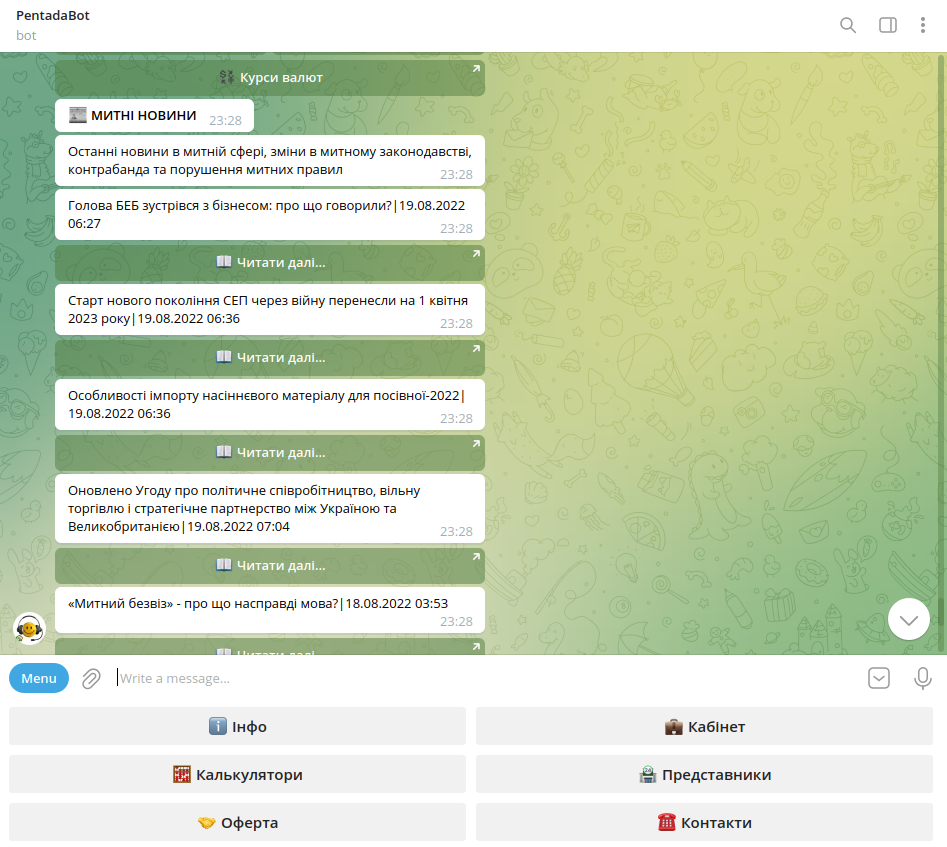 PentadaBot
bot
Курси валют
МИТНІ НОВИНИ 23:28
Останні новини в митній сфері, зміни в митному законодавстві,
контрабанда та порушення митних правил 23:28
Голова БЕБ зустрівся з бізнесом: про що говорили?|19.08.2022
06:27 23:28
Читати далі...
Старт нового покоління СЕП через війну перенесли на 1 квітня
2023 року|19.08.2022 06:36 23:28
Читати далі...
Особливості імпорту насіннєвого матеріалу для посівної-2022|
19.08.2022 06:36 23:28
Читати далі...
Оновлено Угоду про політичне співробітництво, вільну
торгівлю і стратегічне партнерство між Україною та
Великобританією|19.08.2022 07:04 23:28
Читати далі...
«Митний безвіз» - про що насправді мова?|18.08.2022 03:53
23:28
Читати далі...
Menu Write a message...
Інфо Кабінет
Калькулятори Представники
Оферта Контакти